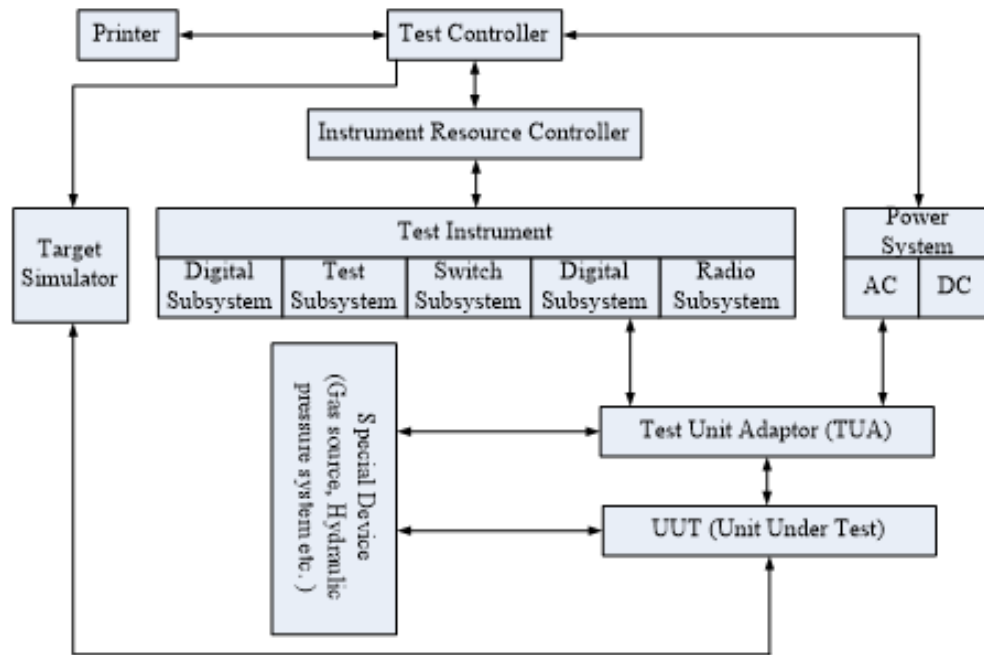 Printer
Test Controller
Instrument Resource Controller
Target
Simulator
Test Instrument
Digital
Subsystem
Test
Subsystem
Switch
Subsystem
Digital
Subsystem
Radio
Subsystem
Power
System
AC
DC
Special Device
(Gas source, Hydraulic
pressure system etc. )
Test Unit Adaptor (TUA)
UUT (Unit Under Test)